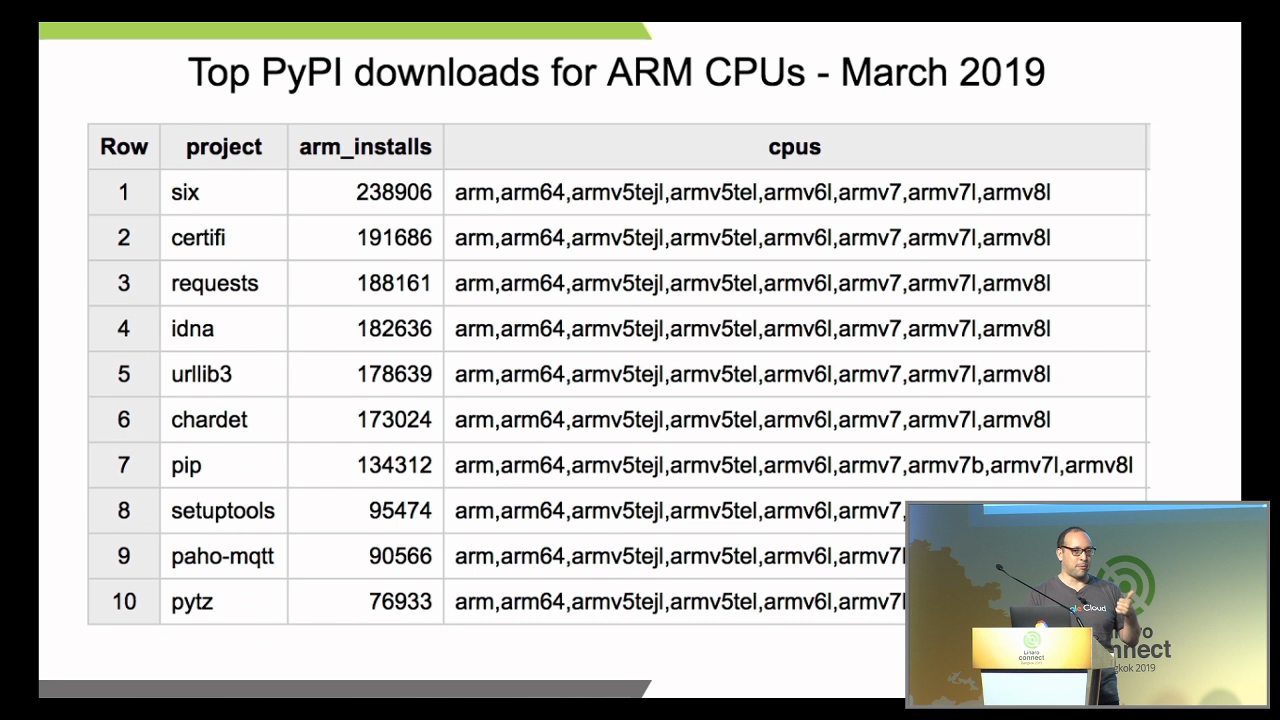 Top PyPI downloads for ARM CPUs - March 2019
Row project arm_installs cpus
1 six 238906 arm,arm64,armv5tejl,armv5tel,armv6l,armv7,armv7l,armv8l
2 certifi 191686 arm,arm64,armv5tejl,armv5tel,armv6l,armv7,armv7l,armv8l
3 requests 188161 arm,arm64,armv5tejl,armv5tel,armv6l,armv7,armv7l,armv8l
4 idna 182636 arm,arm64,armv5tejl,armv5tel,armv6l,armv7,armv7l,armv8l
5 urllib3 178639 arm,arm64,armv5tejl,armv5tel,armv6l,armv7,armv7l,armv8l
6 chardet 173024 arm,arm64,armv5tejl,armv5tel,armv6l,armv7,armv7l,armv8l
7 pip 134312 arm,arm64,armv5tejl,armv5tel,armv6l,armv7,armv7b,armv7l,armv8l
8 setuptools 95474 arm,arm64,armv5tejl,armv5tel,armv6l,armv7,
9 paho-mqtt 90566 arm,arm64,armv5tejl,armv5tel,armv6l,armv7l
10 pytz 76933 arm,arm64,armv5tejl,armv5tel,armv6l,armv7l
Cloud
Linaro
connect
2019